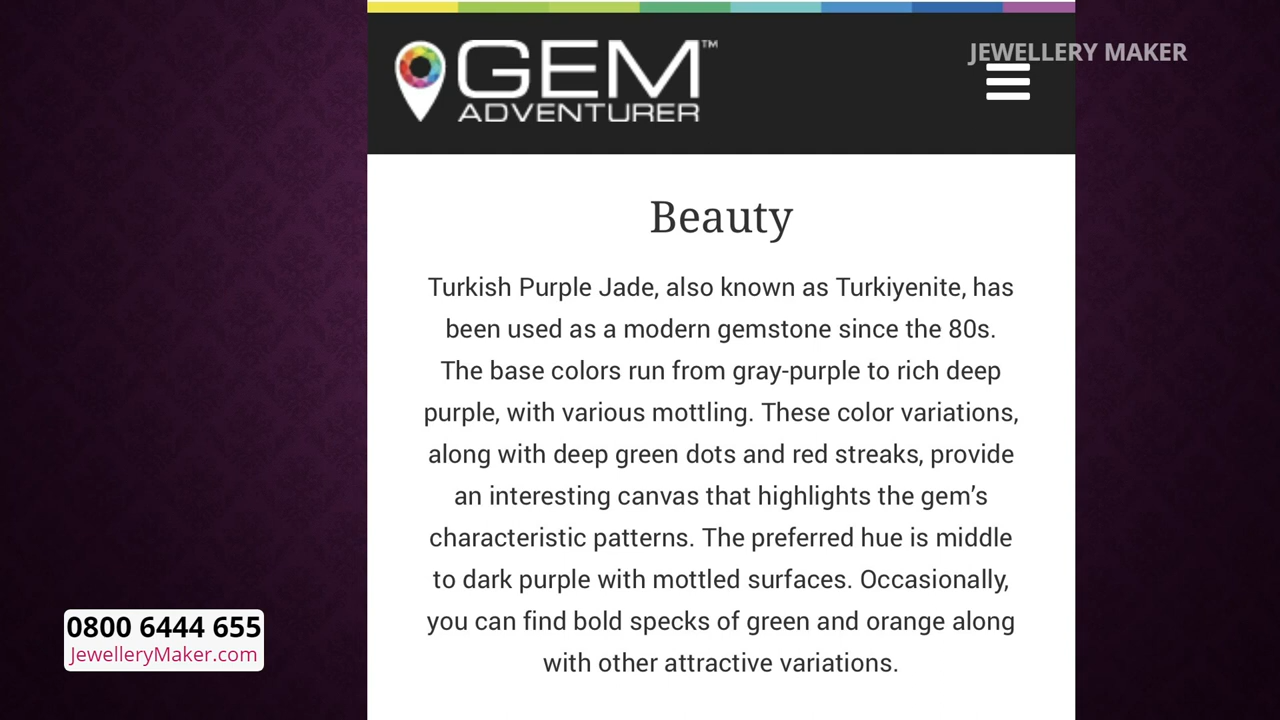 GEM™
ADVENTURER
JEWELLERY MAKER
Beauty
Turkish Purple Jade, also known as Turkiyenite, has
been used as a modern gemstone since the 80s.
The base colors run from gray-purple to rich deep
purple, with various mottling. These color variations,
along with deep green dots and red streaks, provide
an interesting canvas that highlights the gem’s
characteristic patterns. The preferred hue is middle
to dark purple with mottled surfaces. Occasionally,
you can find bold specks of green and orange along
with other attractive variations.
0800 6444 655
JewelleryMaker.com